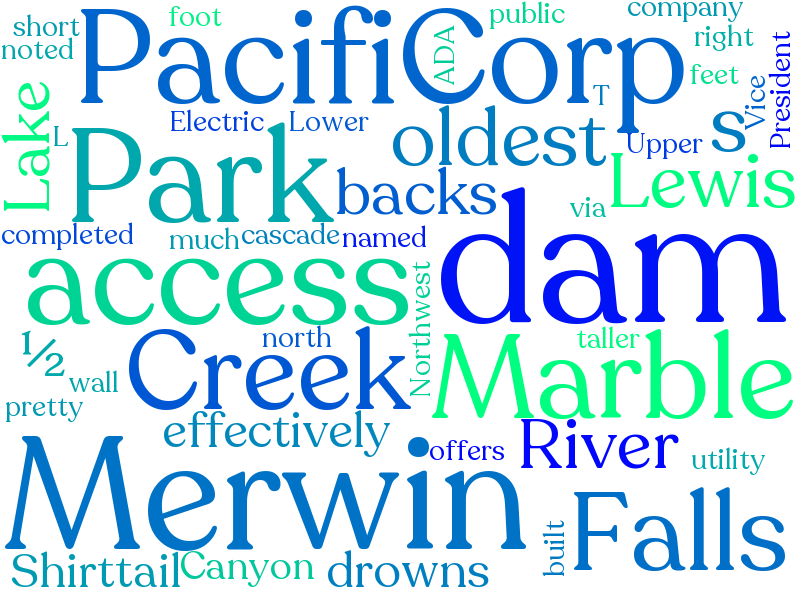 short
foot
public
company
noted
PacifiCorp
ADA
right
President
feet
Vice
Lake
L
Electric
Lower
T
oldest
s
Upper
Park
backs
Lewis
via
completed
much
cascade
named
dam
access
Northwest
½
north
Creek
taller
Marble
wall
pretty
effectively
offers
River
utility
Merwin
Falls
built
Shirttail
Canyon
drowns